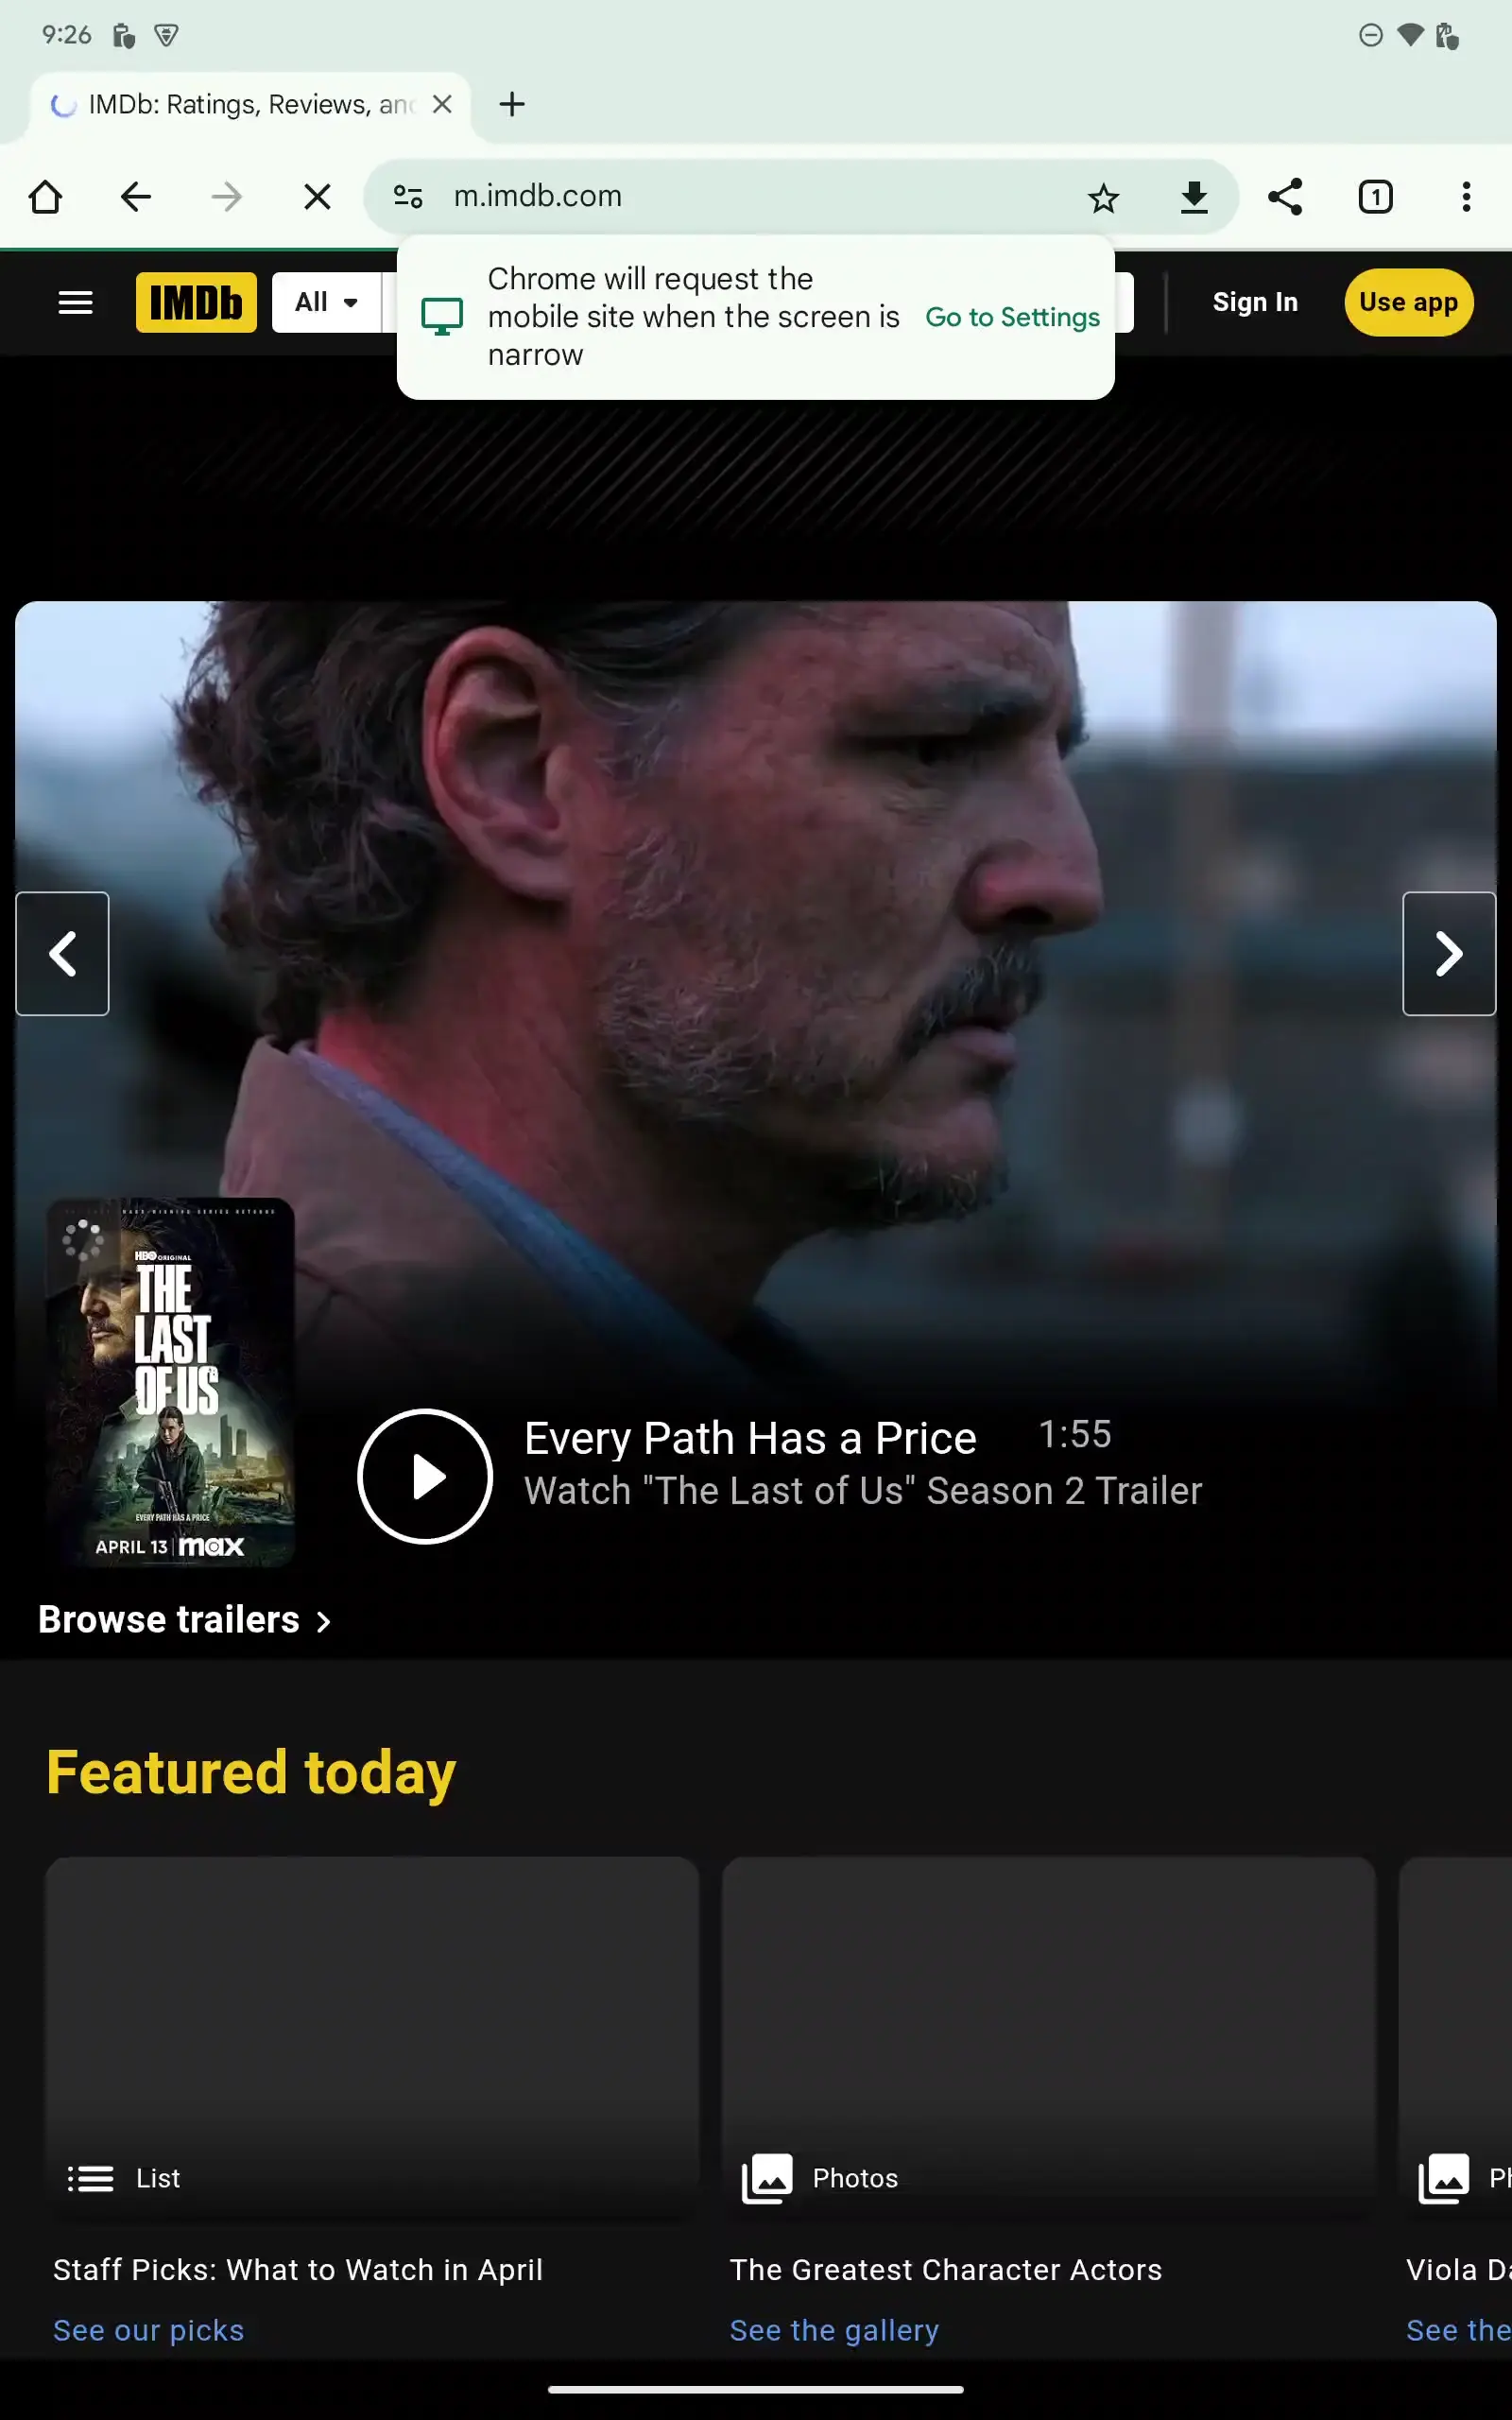 9:26
IMDb: Ratings, Reviews, and
m.imdb.com
1
Chrome will request the
mobile site when the screen is
narrow
Go to Settings
IMDb
All
Sign In
Use app
HBO ORIGINAL
THE
LAST
OF US
EVERY PATH HAS A PRICE
APRIL 13 | max
Every Path Has a Price 1:55
Watch "The Last of Us" Season 2 Trailer
Browse trailers
Featured today
List
Photos
Staff Picks: What to Watch in April
The Greatest Character Actors
Viola
See our picks
See the gallery
See the